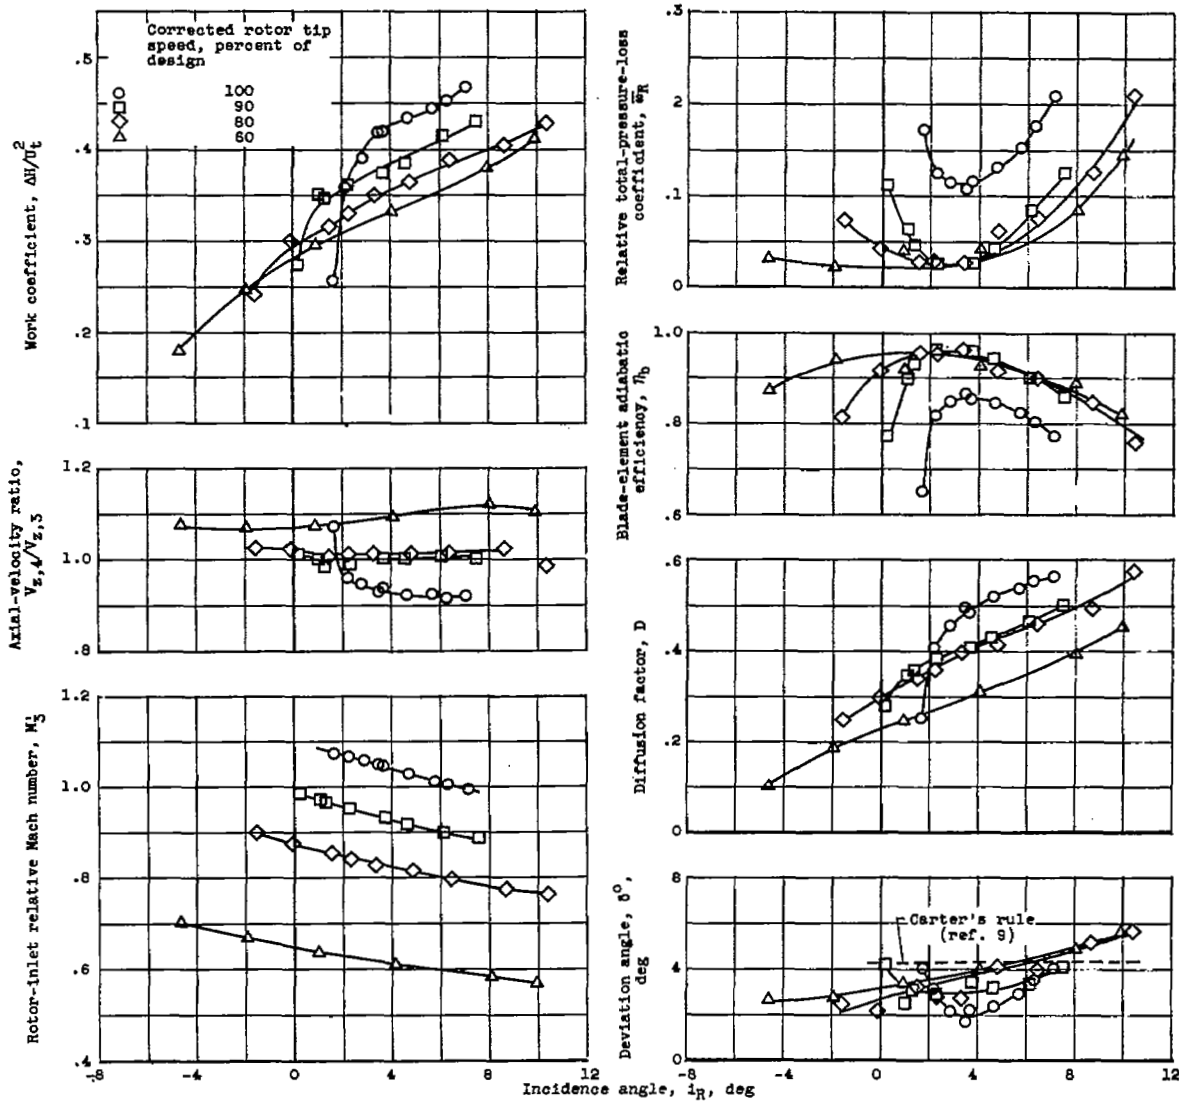 Corrected rotor tip
speed, percent of
design
100
90
80
60
Work coefficient, ΔH/U_t^2
.5
.4
.3
.2
.1
Axial-velocity ratio,
V_z,4/V_z,3
1.2
1.0
.8
Rotor-inlet relative Mach number, M'_3
1.2
1.0
.8
.6
.4
-8
-4
0
4
8
12
Relative total-pressure-loss
coefficient, ω̄_R
.3
.2
.1
0
Blade-element adiabatic
efficiency, η_b
1.0
.8
.6
Diffusion factor, D
.6
.4
.2
0
Deviation angle, δ°,
deg
8
4
0
Carter's rule
(ref. 9)
-8
-4
0
4
8
12
Incidence angle, i_R, deg